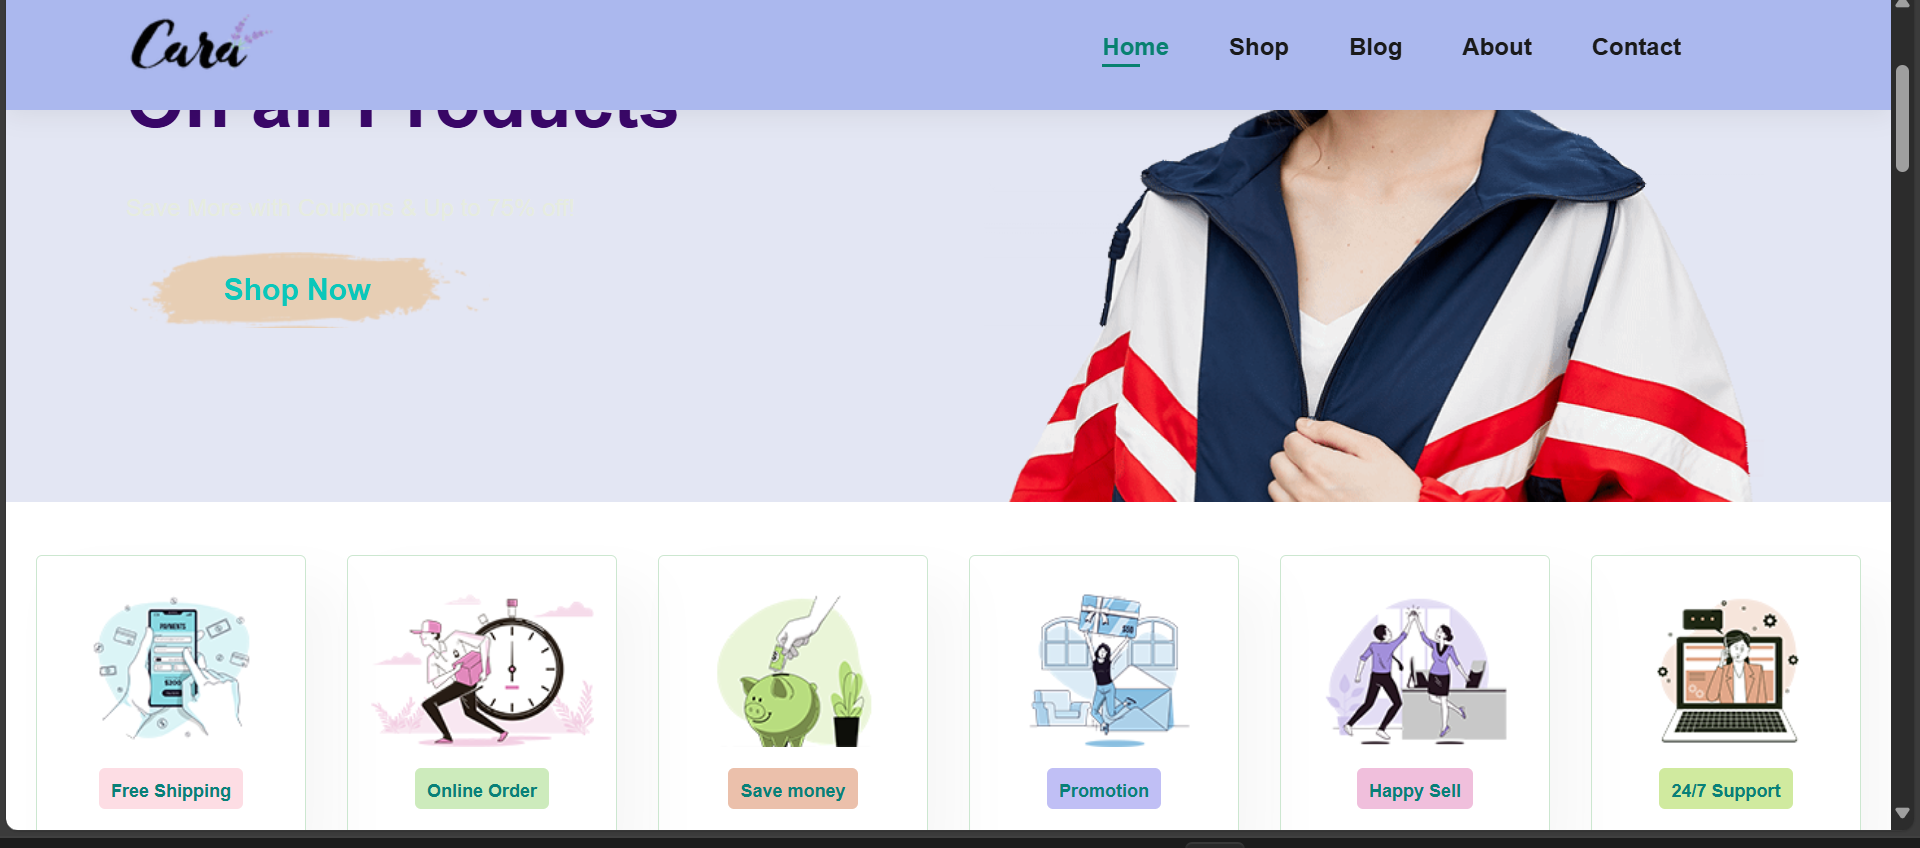 Cara
Home Shop Blog About Contact
On all Products
Save More with Coupons & Up to 70% off!
Shop Now
PAYMENTS
$200
Free Shipping
Online Order
Save money
Promotion
Happy Sell
24/7 Support